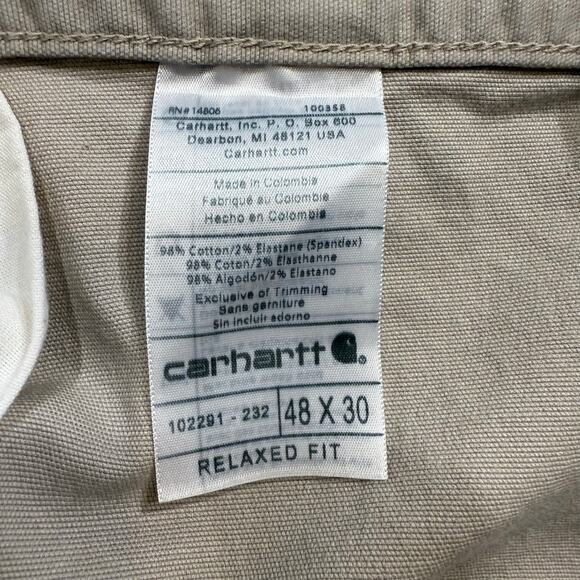 RN#14806 100358
Carhartt, Inc. P. O. Box 600
Dearbon, MI 48121 USA
Carhartt.com
Made in Colombia
Fabriqué au Colombia
Hecho en Colombia
98% Cotton/2% Elastane (Spandex)
98% Coton/2% Élasthanne
98% Algodón/2% Elastano
Exclusive of Trimming
Sans garniture
Sin incluir adorno
carhartt
102291 - 232 48 X 30
RELAXED FIT